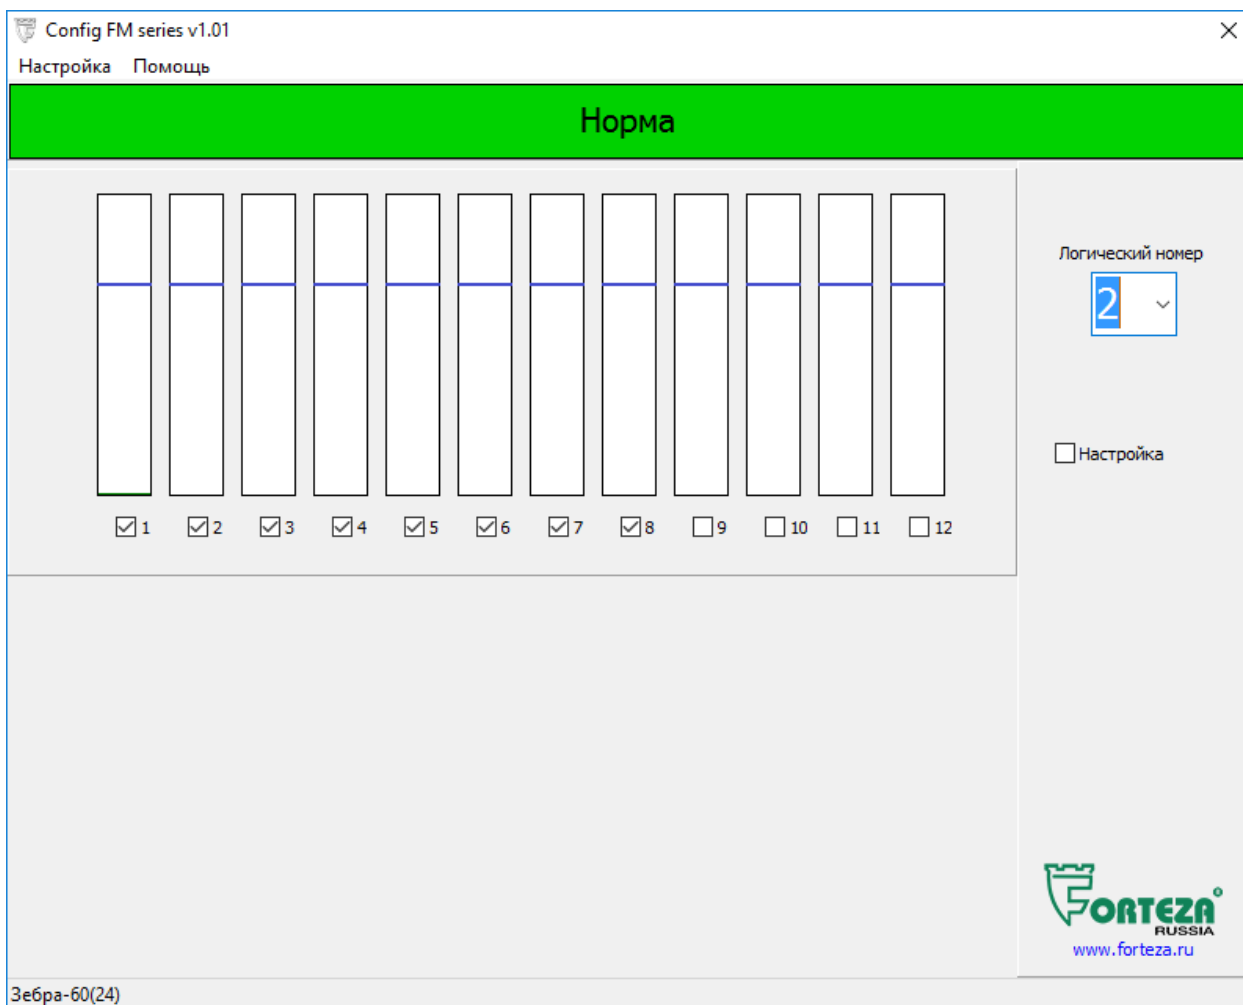 Config FM series v1.01
Настройка Помощь
Норма
Логический номер
2
Настройка
1 2 3 4 5 6 7 8 9 10 11 12
FORTEZA®
RUSSIA
www.forteza.ru
Зебра-60(24)